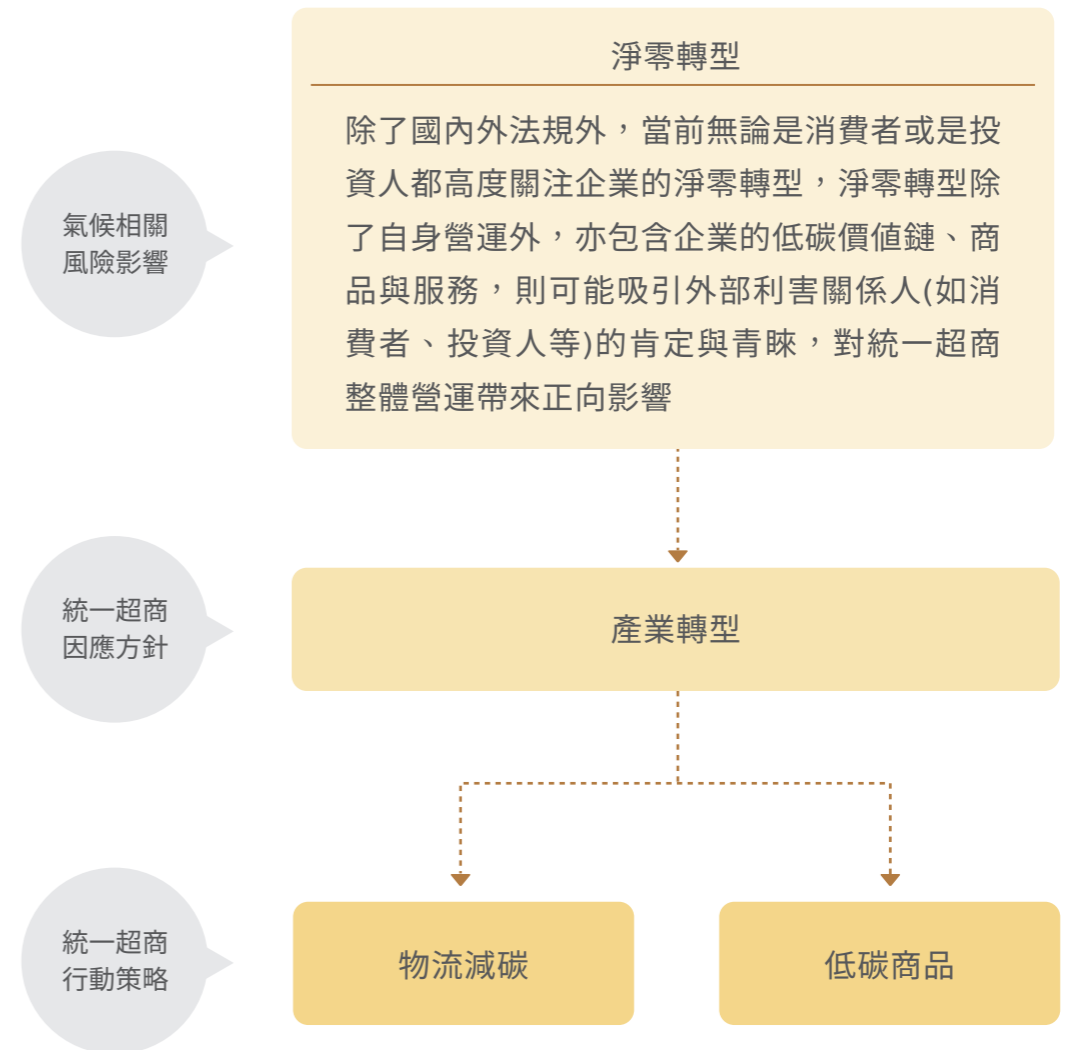 淨零轉型
氣候相關
風險影響
除了國內外法規外，當前無論是消費者或是投
資人都高度關注企業的淨零轉型，淨零轉型除
了自身營運外，亦包含企業的低碳價值鏈、商
品與服務，則可能吸引外部利害關係人(如消
費者、投資人等)的肯定與青睞，對統一超商
整體營運帶來正向影響
統一超商
因應方針
產業轉型
統一超商
行動策略
物流減碳
低碳商品